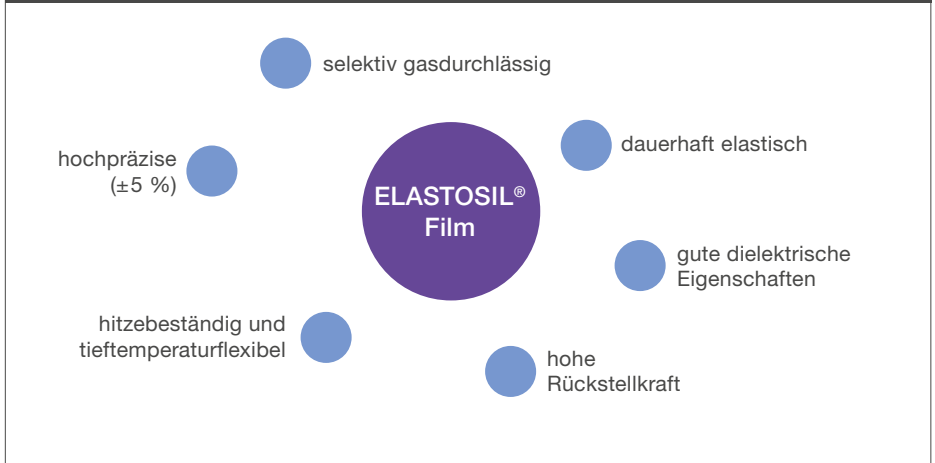 selektiv gasdurchlässig
dauerhaft elastisch
hochpräzise
(±5 %)
ELASTOSIL®
Film
gute dielektrische
Eigenschaften
hitzebeständig und
tieftemperaturflexibel
hohe
Rückstellkraft